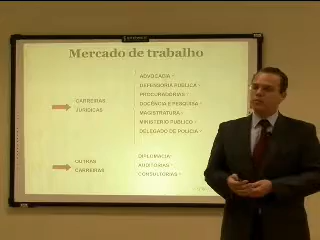 Mercado de trabalho
CARREIRAS
JURÍDICAS
ADVOCACIA
DEFENSORIA PÚBLICA
PROCURADORIAS
DOCÊNCIA E PESQUISA
MAGISTRATURA
MINISTÉRIO PÚBLICO
DELEGADO DE POLÍCIA
OUTRAS
CARREIRAS
DIPLOMACIA
AUDITORIAS
CONSULTORIAS